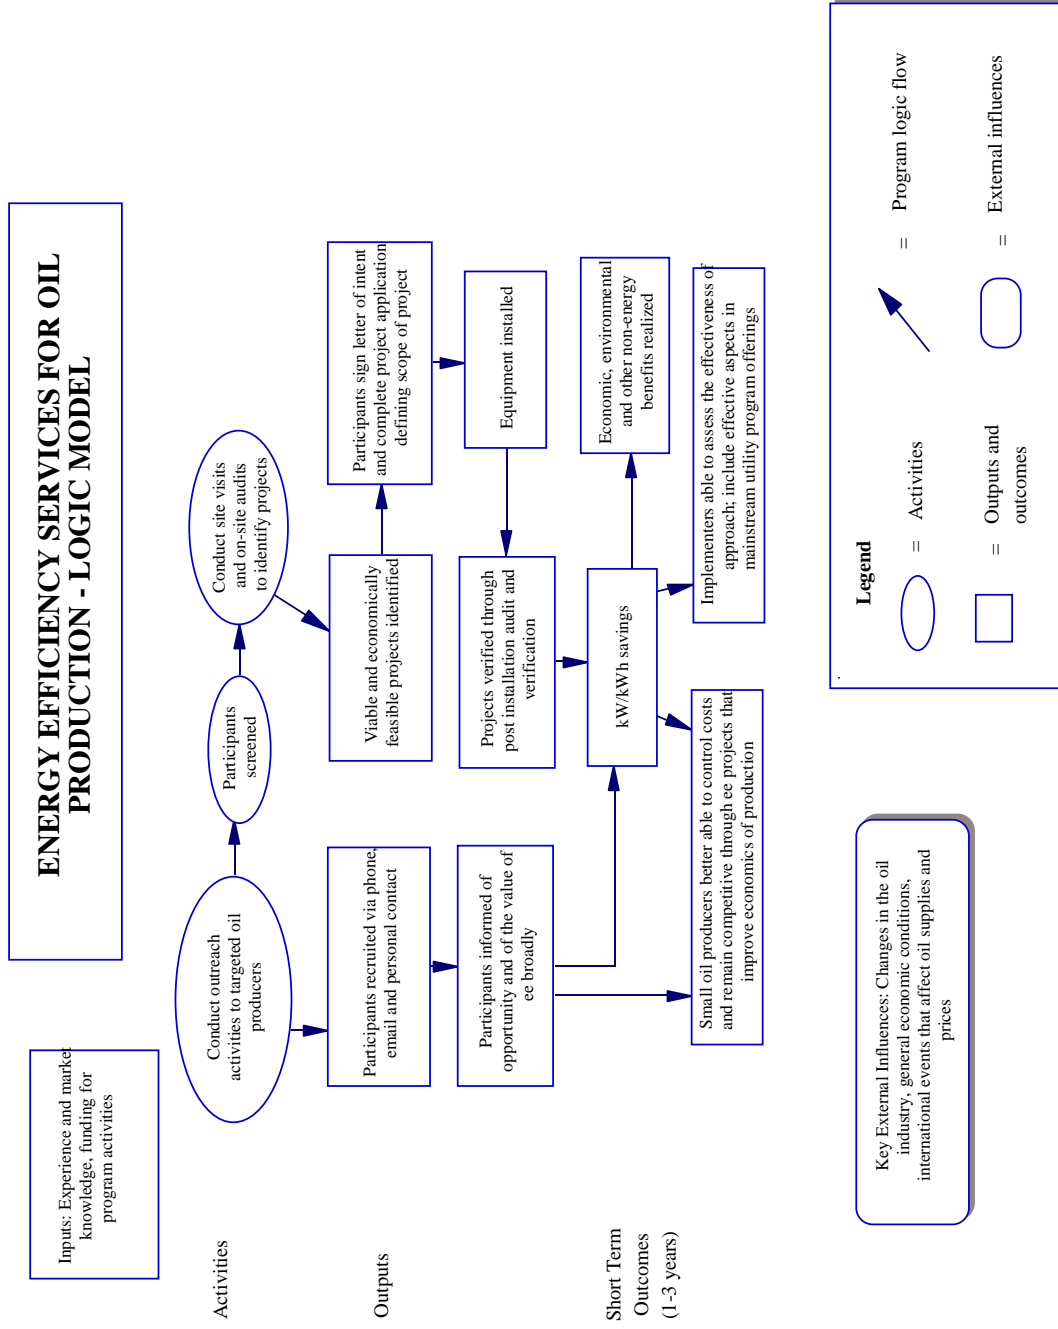 ENERGY EFFICIENCY SERVICES FOR OIL
PRODUCTION - LOGIC MODEL
Inputs: Experience and market
knowledge, funding for
program activities
Activities
Conduct outreach
activities to targeted oil
producers
Participants
screened
Conduct site visits
and on-site audits
to identify projects
Outputs
Participants recruited via phone,
email and personal contact
Viable and economically
feasible projects identified
Participants sign letter of intent
and complete project application
defining scope of project
Participants informed of
opportunity and of the value of
ee broadly
Projects verified through
post installation audit and
verification
Equipment installed
Short Term
Outcomes
(1-3 years)
kW/kWh savings
Economic, environmental
and other non-energy
benefits realized
Small oil producers better able to control costs
and remain competitive through ee projects that
improve economics of production
Implementers able to assess the effectiveness of
approach; include effective aspects in
mainstream utility program offerings
Key External Influences: Changes in the oil
industry, general economic conditions,
international events that affect oil supplies and
prices
Legend
= Activities
= Program logic flow
= Outputs and
outcomes
= External influences